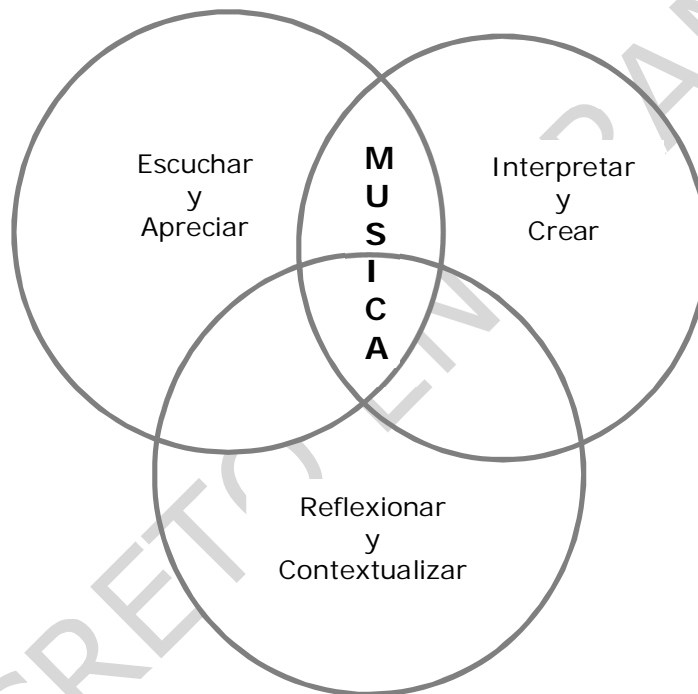 Escuchar
y
Apreciar
M
U
S
I
C
A
Interpretar
y
Crear
Reflexionar
y
Contextualizar